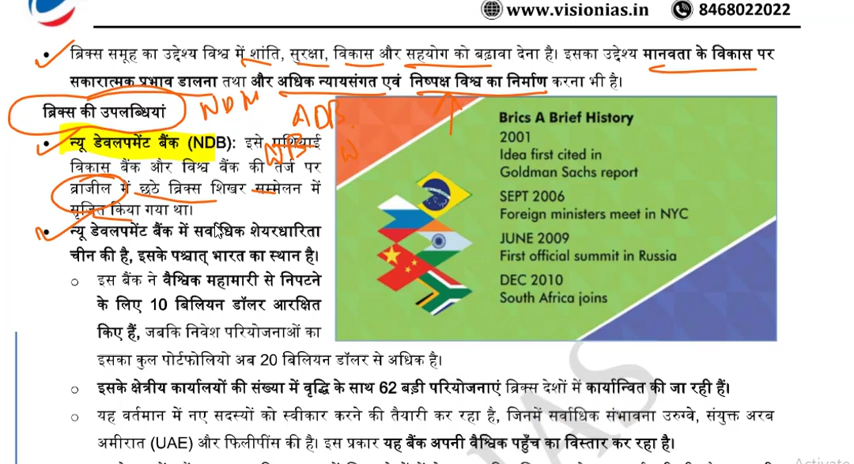 www.visionias.in 8468022022
ब्रिक्स समूह का उद्देश्य विश्व में शांति, सुरक्षा, विकास और सहयोग को बढ़ावा देना है। इसका उद्देश्य मानवता के विकास पर
सकारात्मक प्रभाव डालना तथा और अधिक न्यायसंगत एवं निष्पक्ष विश्व का निर्माण करना भी है।
ब्रिक्स की उपलब्धियां
न्यू डेवलपमेंट बैंक (NDB): इसे एशियाई
विकास बैंक और विश्व बैंक की तर्ज पर
ब्राजील में छठे ब्रिक्स शिखर सम्मेलन में
सृजित किया गया था।
न्यू डेवलपमेंट बैंक में सर्वाधिक शेयरधारिता
चीन की है, इसके पश्चात् भारत का स्थान है।
इस बैंक ने वैश्विक महामारी से निपटने
के लिए 10 बिलियन डॉलर आरक्षित
किए हैं, जबकि निवेश परियोजनाओं का
इसका कुल पोर्टफोलियो अब 20 बिलियन डॉलर से अधिक है।
इसके क्षेत्रीय कार्यालयों की संख्या में वृद्धि के साथ 62 बड़ी परियोजनाएं ब्रिक्स देशों में कार्यान्वित की जा रही हैं।
यह वर्तमान में नए सदस्यों को स्वीकार करने की तैयारी कर रहा है, जिनमें सर्वाधिक संभावना उरुग्वे, संयुक्त अरब
अमीरात (UAE) और फिलीपींस की है। इस प्रकार यह बैंक अपनी वैश्विक पहुँच का विस्तार कर रहा है।
ADB
Brics A Brief History
2001
Idea first cited in
Goldman Sachs report
SEPT 2006
Foreign ministers meet in NYC
JUNE 2009
First official summit in Russia
DEC 2010
South Africa joins
IAS
Activate